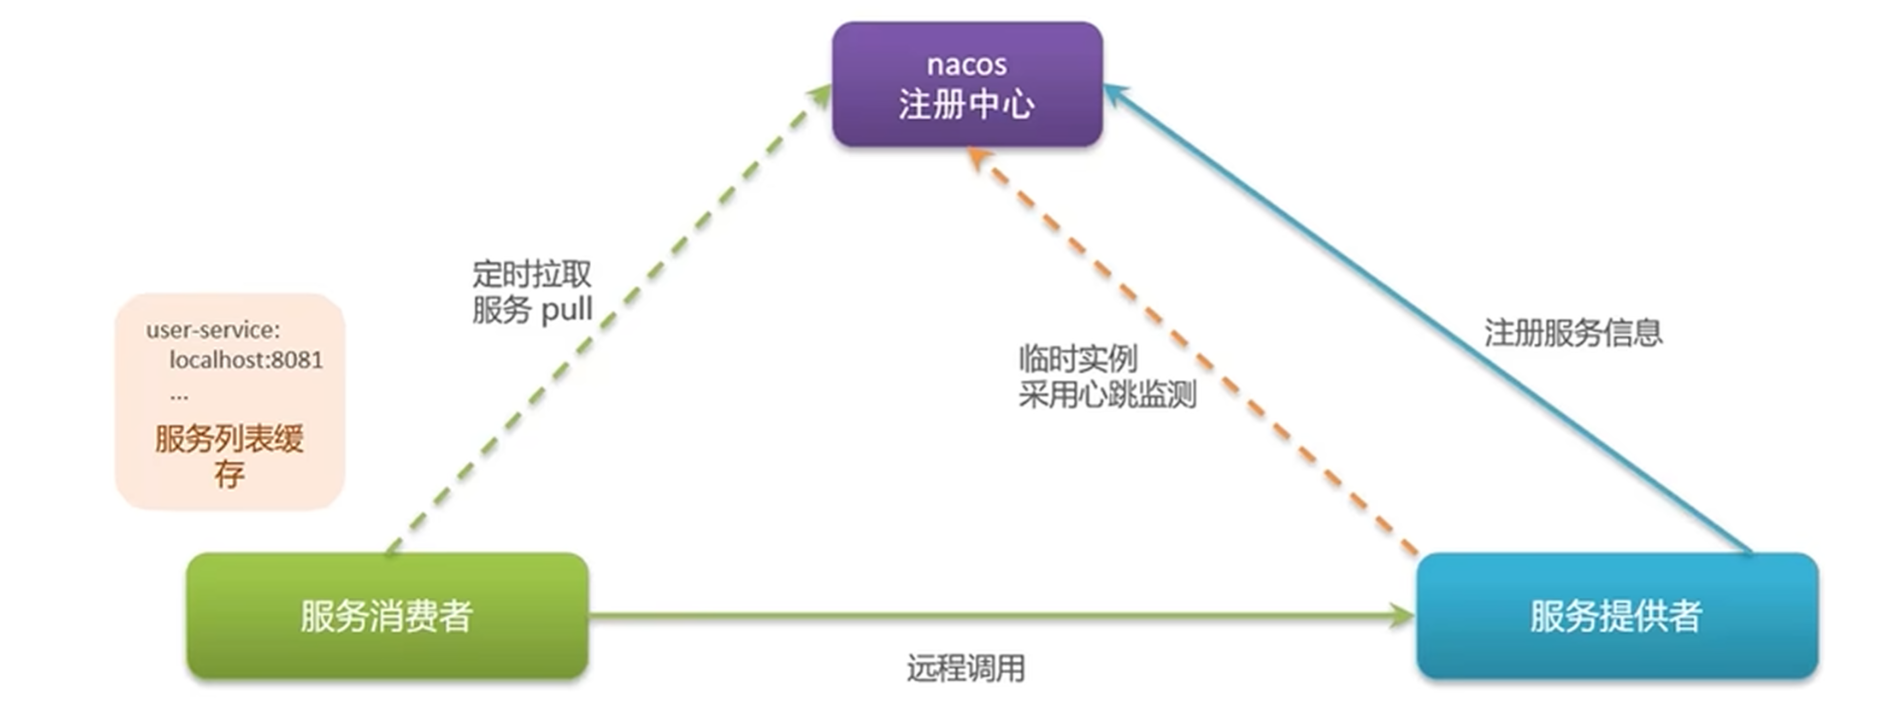 nacos
注册中心
定时拉取
服务 pull
user-service:
localhost:8081
...
服务列表缓
存
临时实例
采用心跳监测
注册服务信息
服务消费者
服务提供者
远程调用